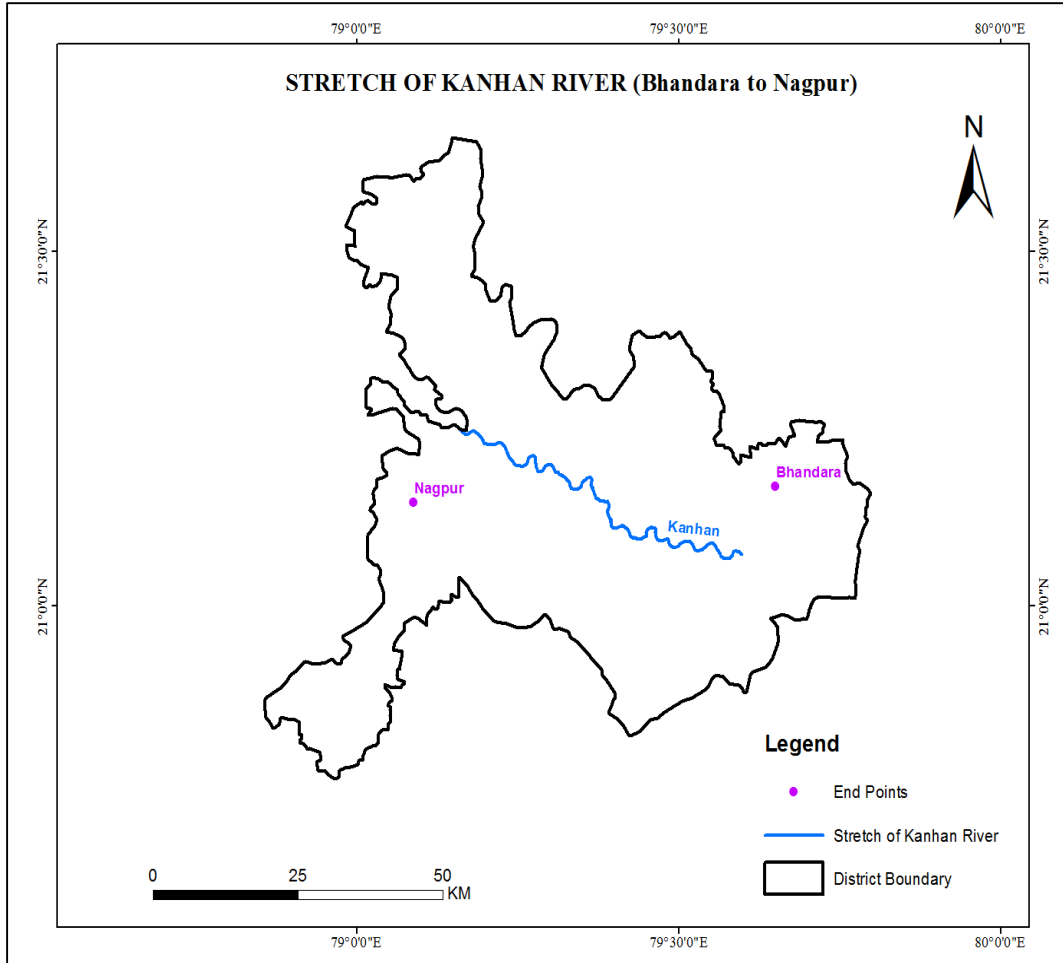 79°0'0"E
79°30'0"E
80°0'0"E
STRETCH OF KANHAN RIVER (Bhandara to Nagpur)
N
21°30'0"N
21°30'0"N
Bhandara
Nagpur
Kanhan
21°0'0"N
21°0'0"N
Legend
End Points
Stretch of Kanhan River
District Boundary
0
25
50
KM
79°0'0"E
79°30'0"E
80°0'0"E